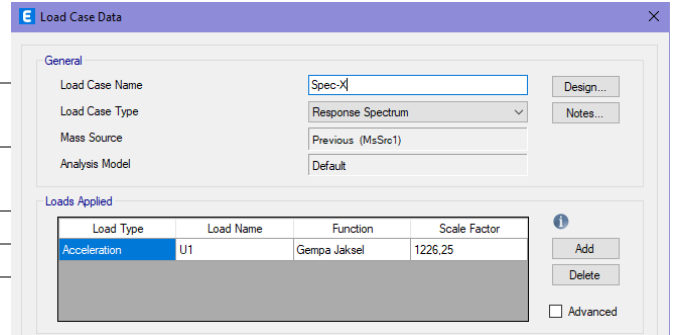 E Load Case Data
General
Load Case Name Spec-X Design...
Load Case Type Response Spectrum Notes...
Mass Source Previous (MsSrc1)
Analysis Model Default
Loads Applied
Load Type Load Name Function Scale Factor
Acceleration U1 Gempa Jaksel 1226,25 Add
Delete
Advanced